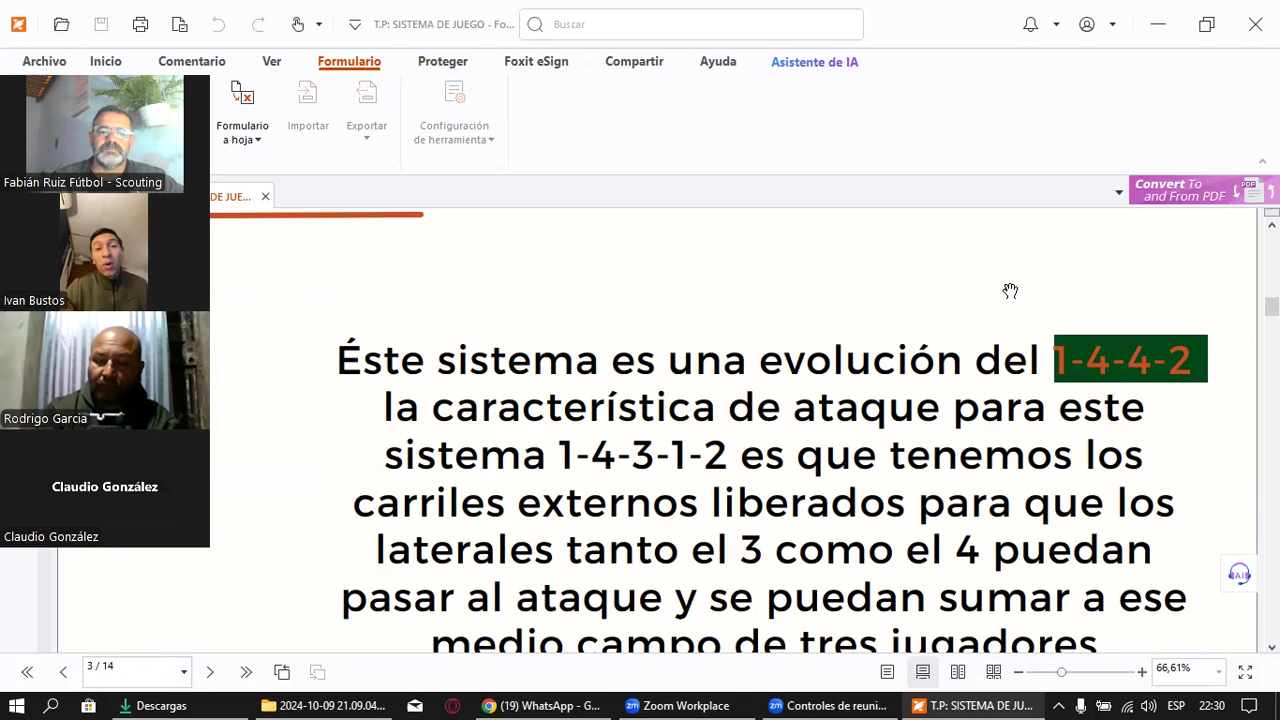 T.P: SISTEMA DE JUEGO - Fo...
Buscar
Archivo
Inicio
Comentario
Ver
Formulario
Proteger
Foxit eSign
Compartir
Ayuda
Asistente de IA
Formulario
a hoja
Importar
Exportar
Configuración
de herramienta
Fabián Ruiz Fútbol - Scouting
DE JUE...
Convert To
and From PDF
PDF
Ivan Bustos
Rodrigo Garcia
Claudio González
Claudio González
Éste sistema es una evolución del 1-4-4-2
la característica de ataque para este
sistema 1-4-3-1-2 es que tenemos los
carriles externos liberados para que los
laterales tanto el 3 como el 4 puedan
pasar al ataque y se puedan sumar a ese
medio campo de tres jugadores
AI
3 / 14
66,61%
Descargas
2024-10-09 21.09.04...
(19) WhatsApp - G...
zm Zoom Workplace
zm Controles de reuni...
T.P: SISTEMA DE JU...
ESP
22:30